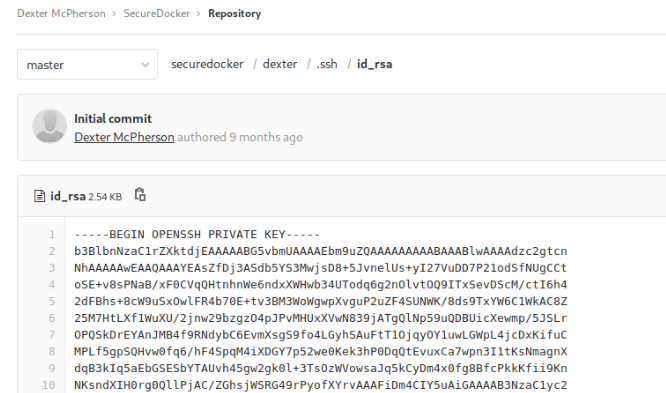 Dexter McPherson > SecureDocker > Repository
master
securedocker / dexter / .ssh / id_rsa
Initial commit
Dexter McPherson authored 9 months ago
id_rsa 2.54 KB
1 -----BEGIN OPENSSH PRIVATE KEY-----
2 b3BlbnNzaC1rZXktdjEAAAAABG5vbmUAAAAEbm9uZQAAAAAAAAABAAABlwAAAAdzc2gtcn
3 NhAAAAAwEAAQAAAYEAsZfDj3ASdb5YS3MwjsD8+5JvnelUs+yI27VuDD7P21odSfNUgCCt
4 oSE+v8sPNaB/xF0CVqQHtnhnWe6ndxXWHwb34UTodq6g2nOlvtOQ9ITxSevDScM/ctI6h4
5 2dFBhs+8cW9uSxOwlFR4b70E+tv3BM3WoWgwpXvguP2uZF4SUNWK/8ds9TxYW6C1WkAC8Z
6 25M7HtLXf1WuXU/2jnw29bzgzO4pJPvMHUxXVwN839jATgQlNp59uQDBUicXewmp/5JSLr
7 OPQSkDrEYAnJMB4f9RNdybC6EvmXsgS9fo4LGyhSAuFtT1OjqyOY1uwLGWpL4jcDxKifuC
8 MPLf5gpSQHvw0fq6/hF4SpqM4iXDGY7p52we0Kek3hP0DqQtEvuxCa7wpn3I1tKsNmagnX
9 dqB3kIq5aEbGSESbYTAUvh45gw2gk0l+3TsOzWVowsaJq5kCyDm4x0fg8BfcPkkKfii9Kn
10 NKsndXIH0rg0QllPjAC/ZGhsjWSRG49rPyofXYrvAAAFiDm4CIY5uAiGAAAAB3NzaC1yc2